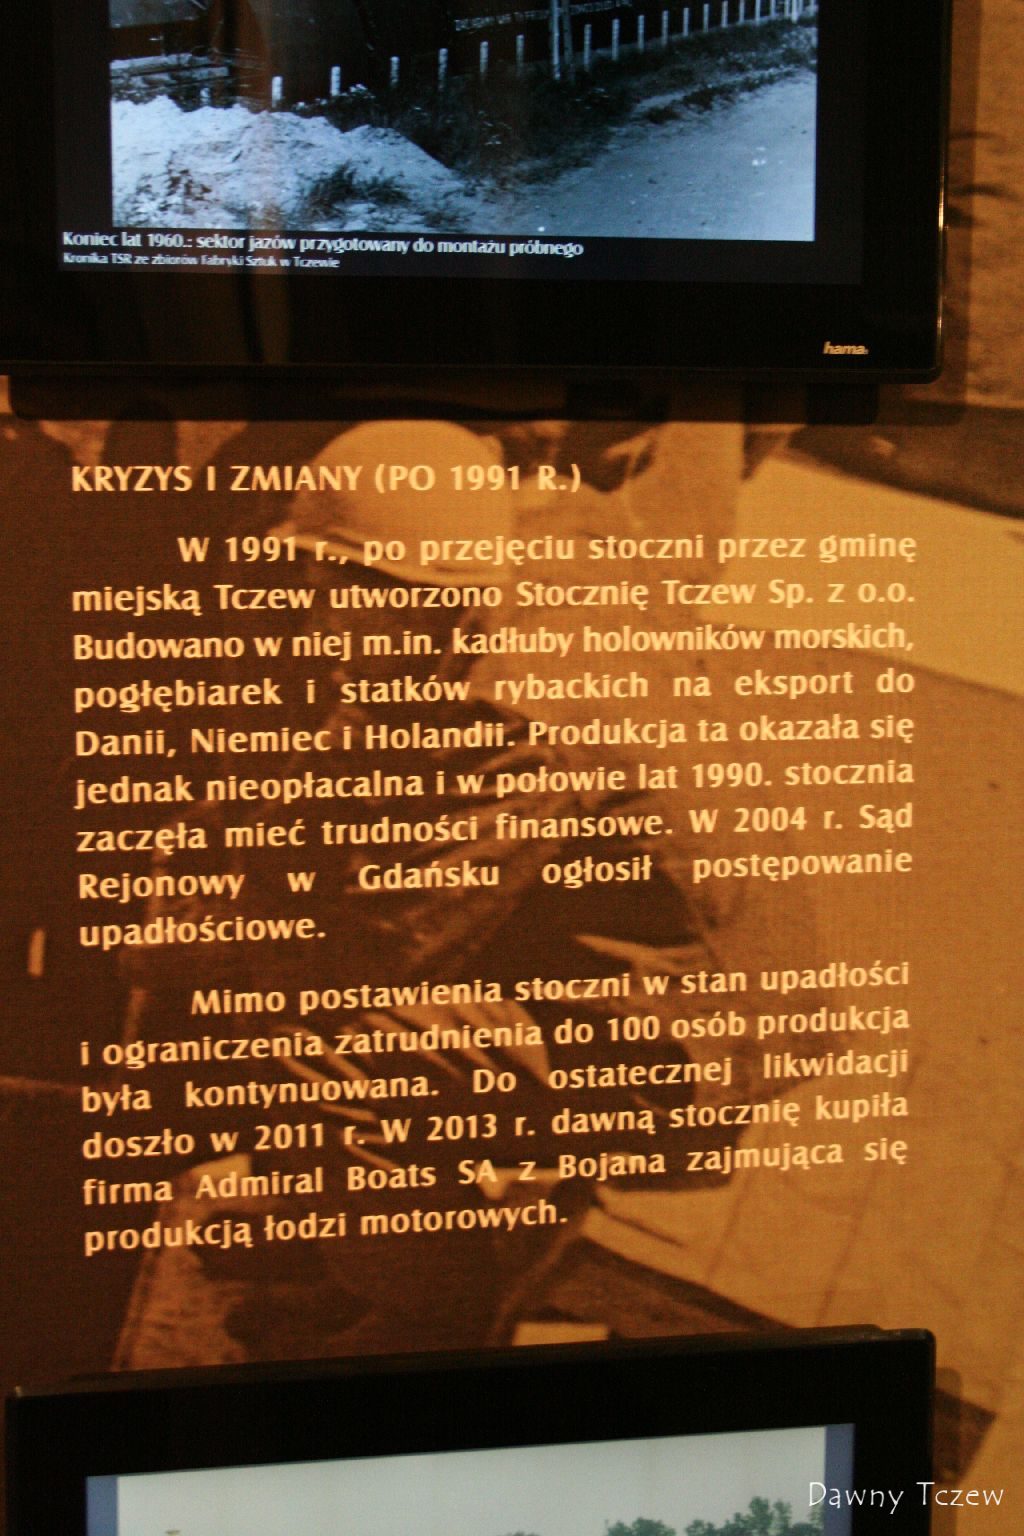 Koniec lat 1960.: sektor jazów przygotowany do montażu próbnego
Kronika TSR ze zbiorów Fabryki Sztuk w Tczewie
hama.
KRYZYS I ZMIANY (PO 1991 R.)
W 1991 r., po przejęciu stoczni przez gminę
miejską Tczew utworzono Stocznię Tczew Sp. z o.o.
Budowano w niej m.in. kadłuby holowników morskich,
pogłębiarek i statków rybackich na eksport do
Danii, Niemiec i Holandii. Produkcja ta okazała się
jednak nieopłacalna i w połowie lat 1990. stocznia
zaczęła mieć trudności finansowe. W 2004 r. Sąd
Rejonowy w Gdańsku ogłosił postępowanie
upadłościowe.
Mimo postawienia stoczni w stan upadłości
i ograniczenia zatrudnienia do 100 osób produkcja
była kontynuowana. Do ostatecznej likwidacji
doszło w 2011 r. W 2013 r. dawną stocznię kupiła
firma Admiral Boats SA z Bojana zajmująca się
produkcją łodzi motorowych.
Dawny Tczew